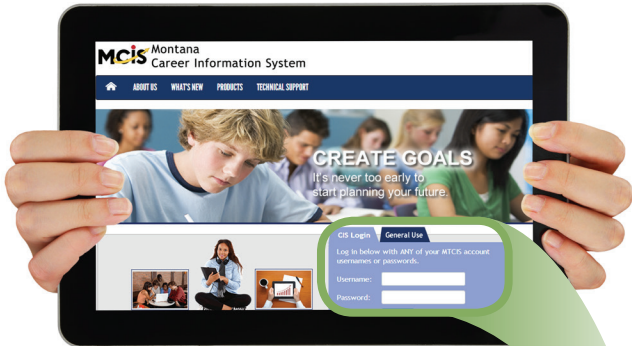 MCIS Montana
Career Information System
ABOUT US WHAT'S NEW PRODUCTS TECHNICAL SUPPORT
CREATE GOALS
It's never too early to
start planning your future.
CIS Login General Use
Log in below with ANY of your MTCIS account
usernames or passwords.
Username:
Password: